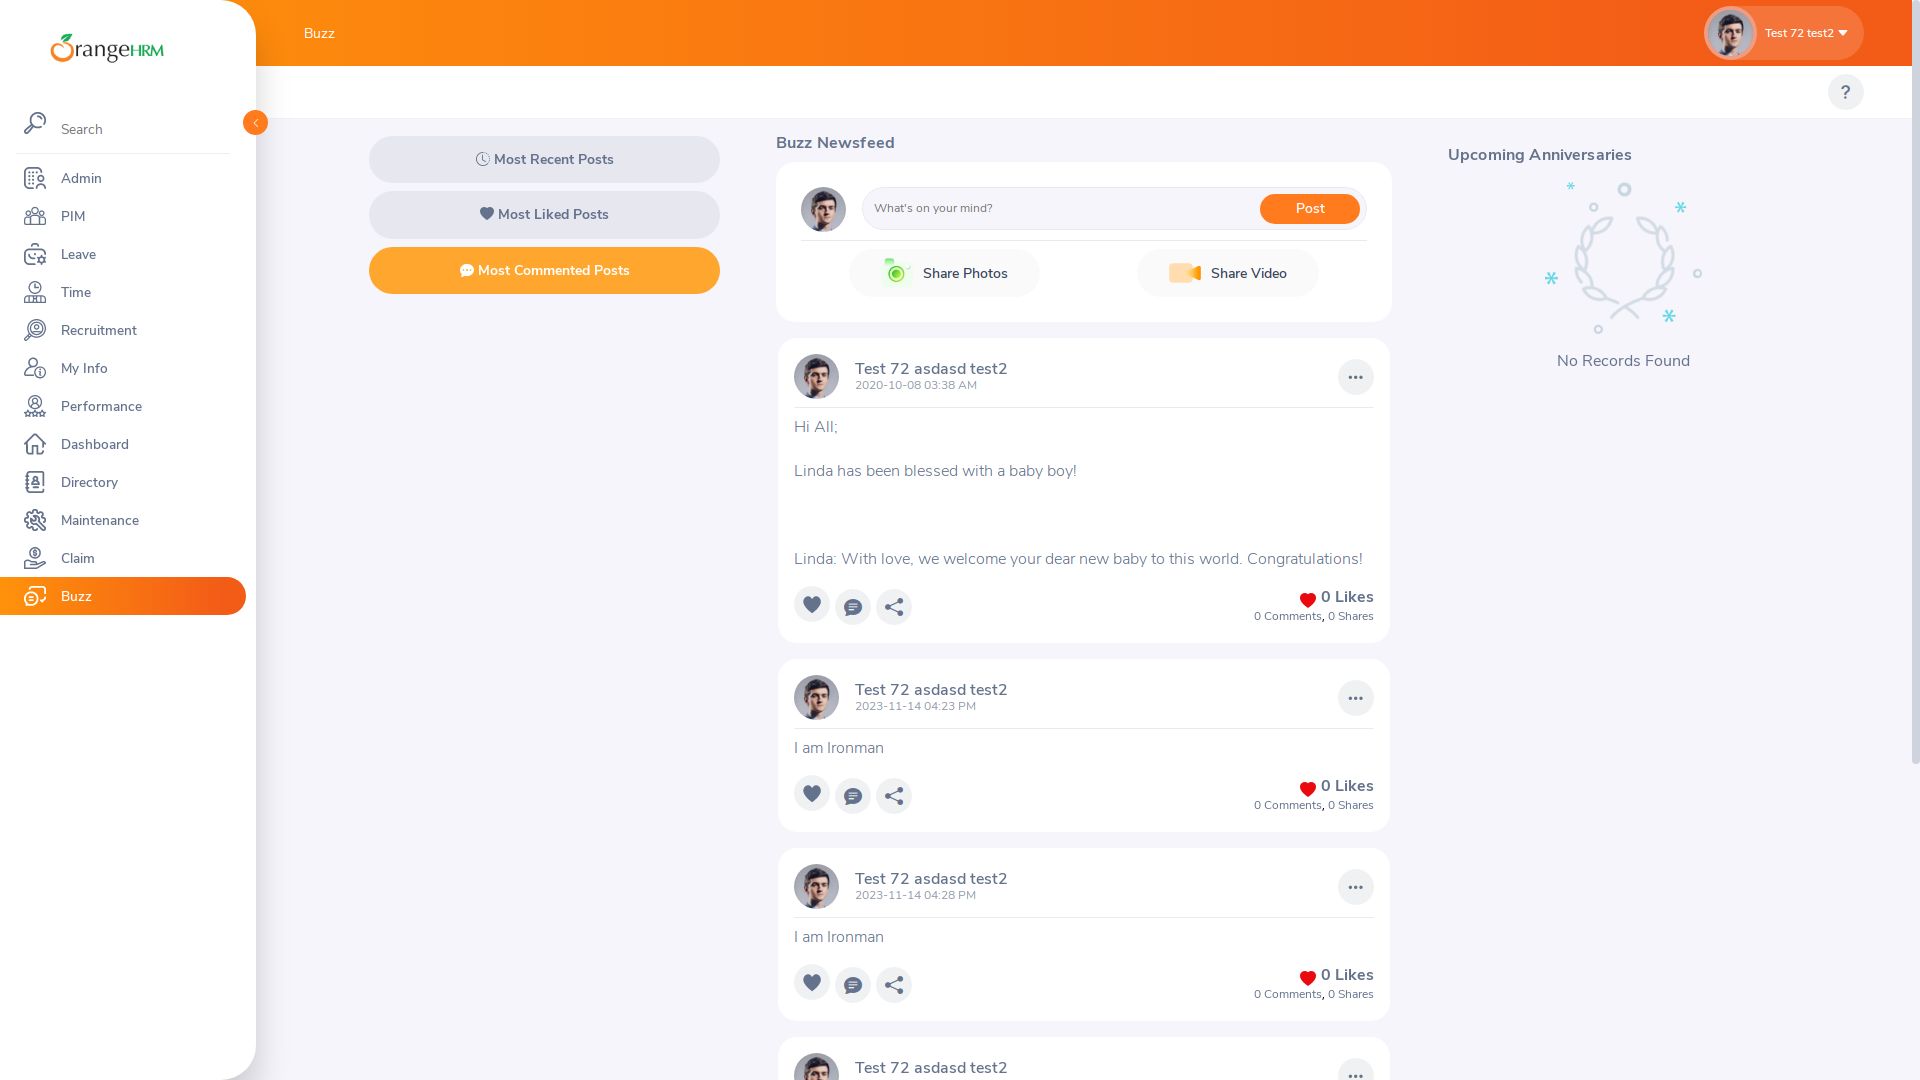 OrangeHRM
Buzz
Test 72 test2
?
Search
Admin
PIM
Leave
Time
Recruitment
My Info
Performance
Dashboard
Directory
Maintenance
Claim
Buzz
Most Recent Posts
Most Liked Posts
Most Commented Posts
Buzz Newsfeed
What's on your mind?
Post
Share Photos
Share Video
Test 72 asdasd test2
2020-10-08 03:38 AM
Hi All;
Linda has been blessed with a baby boy!
Linda: With love, we welcome your dear new baby to this world. Congratulations!
0 Likes
0 Comments, 0 Shares
Test 72 asdasd test2
2023-11-14 04:23 PM
I am Ironman
0 Likes
0 Comments, 0 Shares
Test 72 asdasd test2
2023-11-14 04:28 PM
I am Ironman
0 Likes
0 Comments, 0 Shares
Test 72 asdasd test2
Upcoming Anniversaries
No Records Found